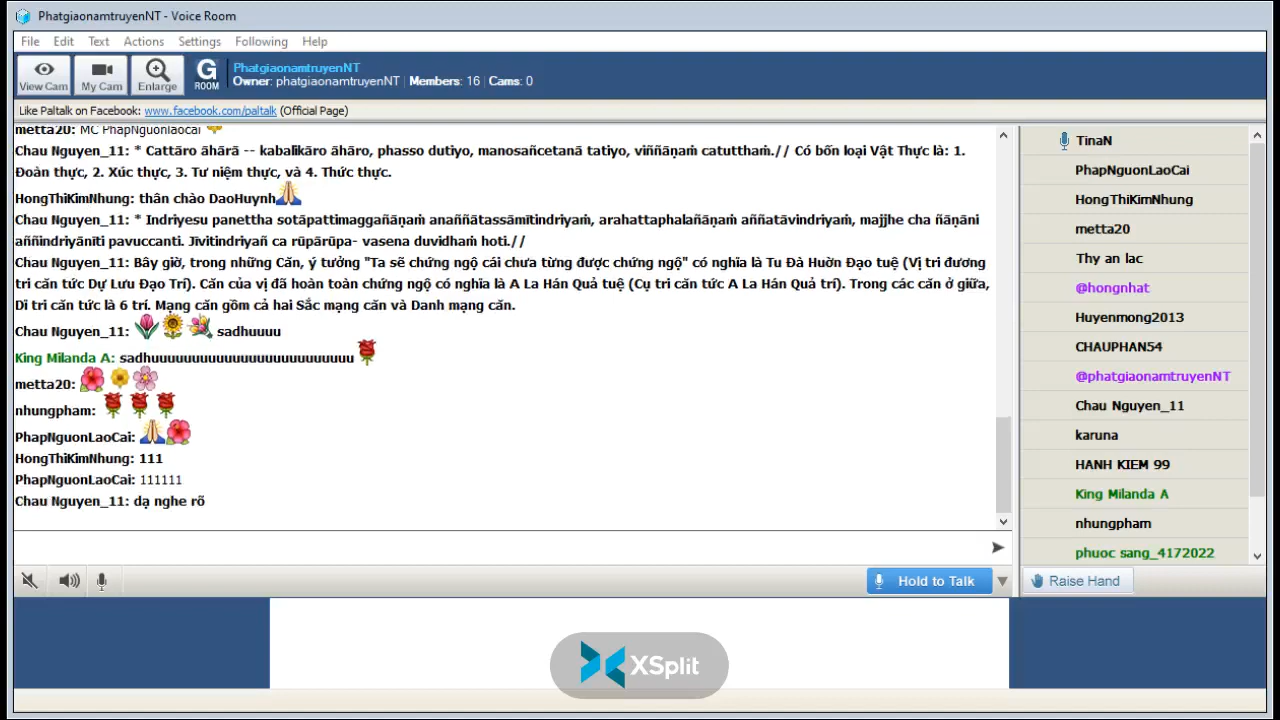 PhatgiaonamtruyenNT - Voice Room
File Edit Text Actions Settings Following Help
View Cam
My Cam
Enlarge
G
ROOM
PhatgiaonamtruyenNT
Owner: phatgiaonamtruyenNT | Members: 16 | Cams: 0
Like Paltalk on Facebook: www.facebook.com/paltalk (Official Page)
metta20: MC PhapNguonlaocai
Chau Nguyen_11: * Cattāro āhārā -- kabaḷikāro āhāro, phasso dutiyo, manosañcetanā tatiyo, viññāṇaṁ catutthaṁ.// Có bốn loại Vật Thực là: 1.
Đoàn thực, 2. Xúc thực, 3. Tư niệm thực, và 4. Thức thực.
HongThiKimNhung: thân chào DaoHuynh
Chau Nguyen_11: * Indriyesu panettha sotāpattimaggañāṇaṁ anaññātassāmītindriyaṁ, arahattaphalañāṇaṁ aññatāvindriyaṁ, majjhe cha ñāṇāni
aññindriyānīti pavuccanti. Jīvitindriyañ ca rūpārūpa- vasena duvidhaṁ hoti.//
Chau Nguyen_11: Bây giờ, trong những Căn, ý tưởng "Ta sẽ chứng ngộ cái chưa từng được chứng ngộ" có nghĩa là Tu Đà Huờn Đạo tuệ (Vị tri đương
tri căn tức Dự Lưu Đạo Trí). Căn của vị đã hoàn toàn chứng ngộ có nghĩa là A La Hán Quả tuệ (Cụ tri căn tức A La Hán Quả trí). Trong các căn ở giữa,
Dĩ tri căn tức là 6 trí. Mạng căn gồm cả hai Sắc mạng căn và Danh mạng căn.
Chau Nguyen_11: sadhuuuu
King Milanda A: sadhuuuuuuuuuuuuuuuuuuuuuuuuu
metta20:
nhungpham:
PhapNguonLaoCai:
HongThiKimNhung: 111
PhapNguonLaoCai: 111111
Chau Nguyen_11: dạ nghe rõ
TinaN
PhapNguonLaoCai
HongThiKimNhung
metta20
Thy an lac
@hongnhat
Huyenmong2013
CHAUPHAN54
@phatgiaonamtruyenNT
Chau Nguyen_11
karuna
HANH KIEM 99
King Milanda A
nhungpham
phuoc sang_4172022
Hold to Talk
Raise Hand
XSplit